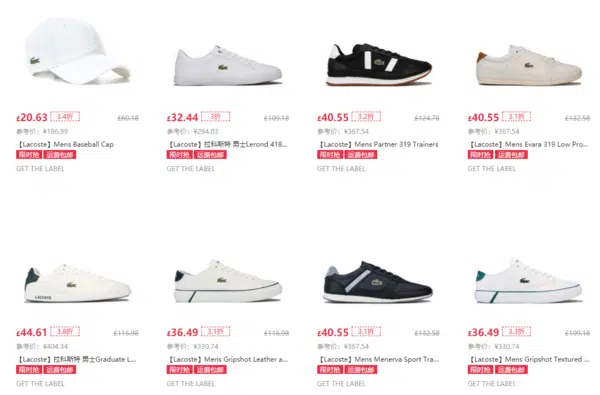 £20.63 3.4折 £60.18
参考价：¥186.99
【Lacoste】Mens Baseball Cap
限时抢 运费包邮
GET THE LABEL
£32.44 3折 £109.18
参考价：¥294.03
【Lacoste】拉科斯特 男士Lerond 418...
限时抢 运费包邮
GET THE LABEL
£40.55 3.2折 £124.78
参考价：¥367.54
【Lacoste】Mens Partner 319 Trainers
限时抢 运费包邮
GET THE LABEL
£40.55 3.1折 £132.58
参考价：¥367.54
【Lacoste】Mens Evara 319 Low Pro...
限时抢 运费包邮
GET THE LABEL
LACOSTE
£44.61 3.8折 £116.98
参考价：¥404.34
【Lacoste】拉科斯特 男士Graduate L...
限时抢 运费包邮
GET THE LABEL
£36.49 3.1折 £116.98
参考价：¥330.74
【Lacoste】Mens Gripshot Leather a...
限时抢 运费包邮
GET THE LABEL
£40.55 3.1折 £132.58
参考价：¥367.54
【Lacoste】Mens Menerva Sport Tra...
限时抢 运费包邮
GET THE LABEL
£36.49 3.3折 £109.18
参考价：¥330.74
【Lacoste】Mens Gripshot Textured ...
限时抢 运费包邮
GET THE LABEL